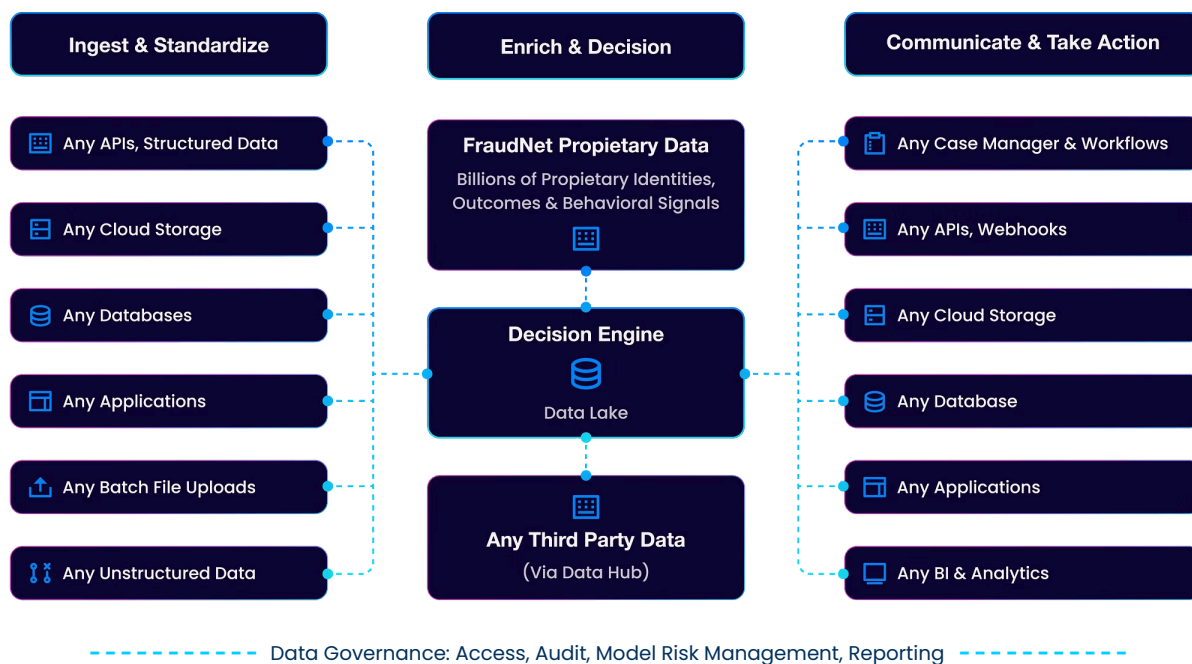 Ingest & Standardize
Any APIs, Structured Data
Any Cloud Storage
Any Databases
Any Applications
Any Batch File Uploads
Any Unstructured Data
Enrich & Decision
FraudNet Propietary Data
Billions of Propietary Identities,
Outcomes & Behavioral Signals
Decision Engine
Data Lake
Any Third Party Data
(Via Data Hub)
Communicate & Take Action
Any Case Manager & Workflows
Any APIs, Webhooks
Any Cloud Storage
Any Database
Any Applications
Any BI & Analytics
Data Governance: Access, Audit, Model Risk Management, Reporting